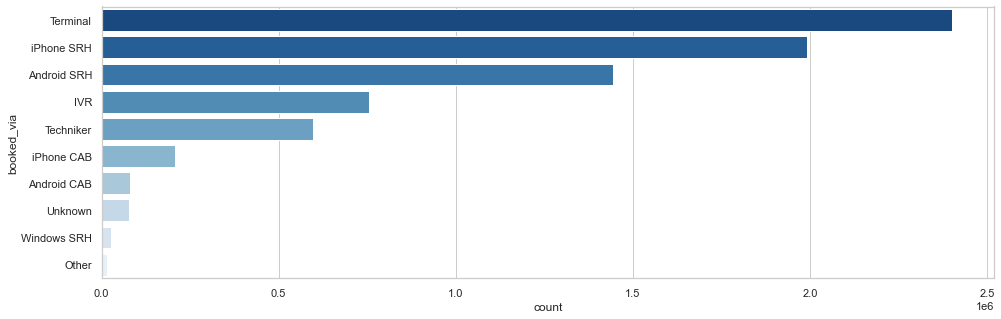 Terminal
iPhone SRH
Android SRH
IVR
Techniker
iPhone CAB
Android CAB
Unknown
Windows SRH
Other
booked_via
0.0 0.5 1.0 1.5 2.0 2.5
1e6
count